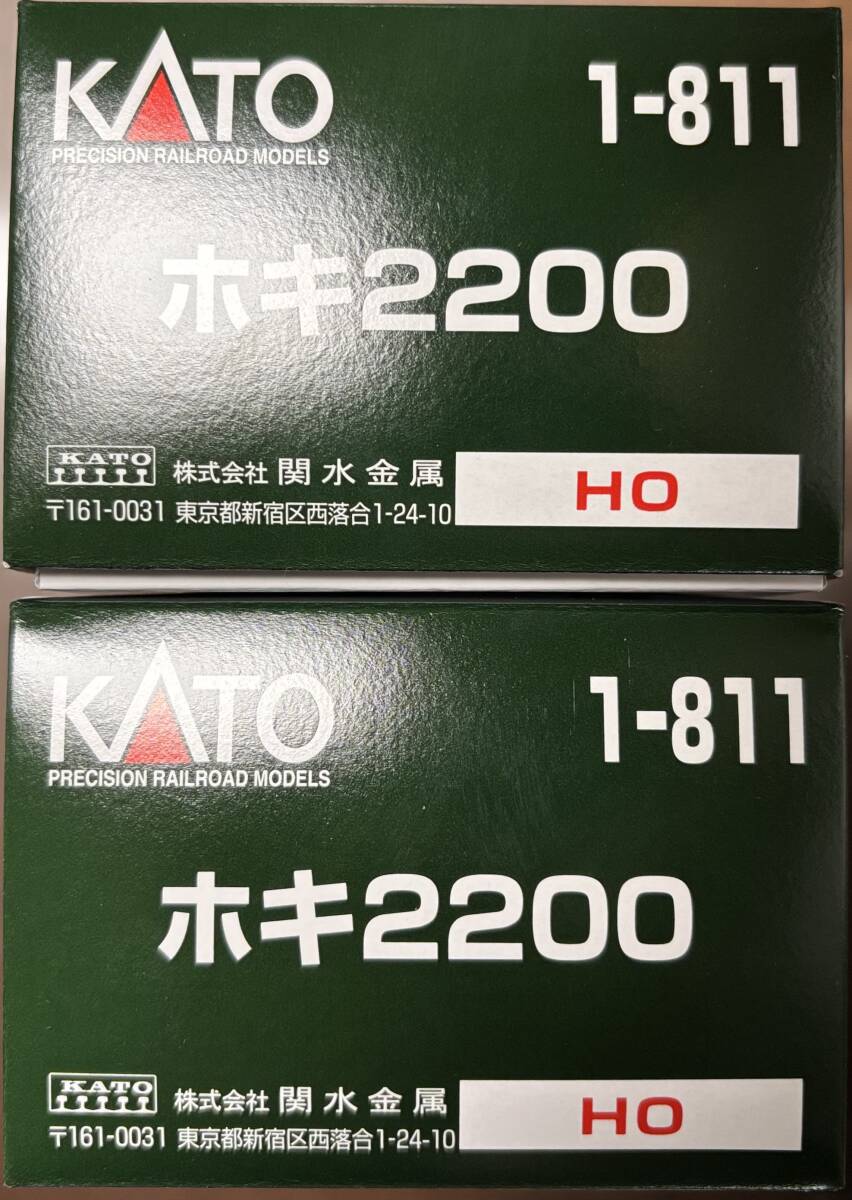 KATO 1-811
PRECISION RAILROAD MODELS
ホキ2200
KATO 株式会社 関水金属 HO
〒161-0031 東京都新宿区西落合1-24-10
KATO 1-811
PRECISION RAILROAD MODELS
ホキ2200
KATO 株式会社 関水金属 HO
〒161-0031 東京都新宿区西落合1-24-10